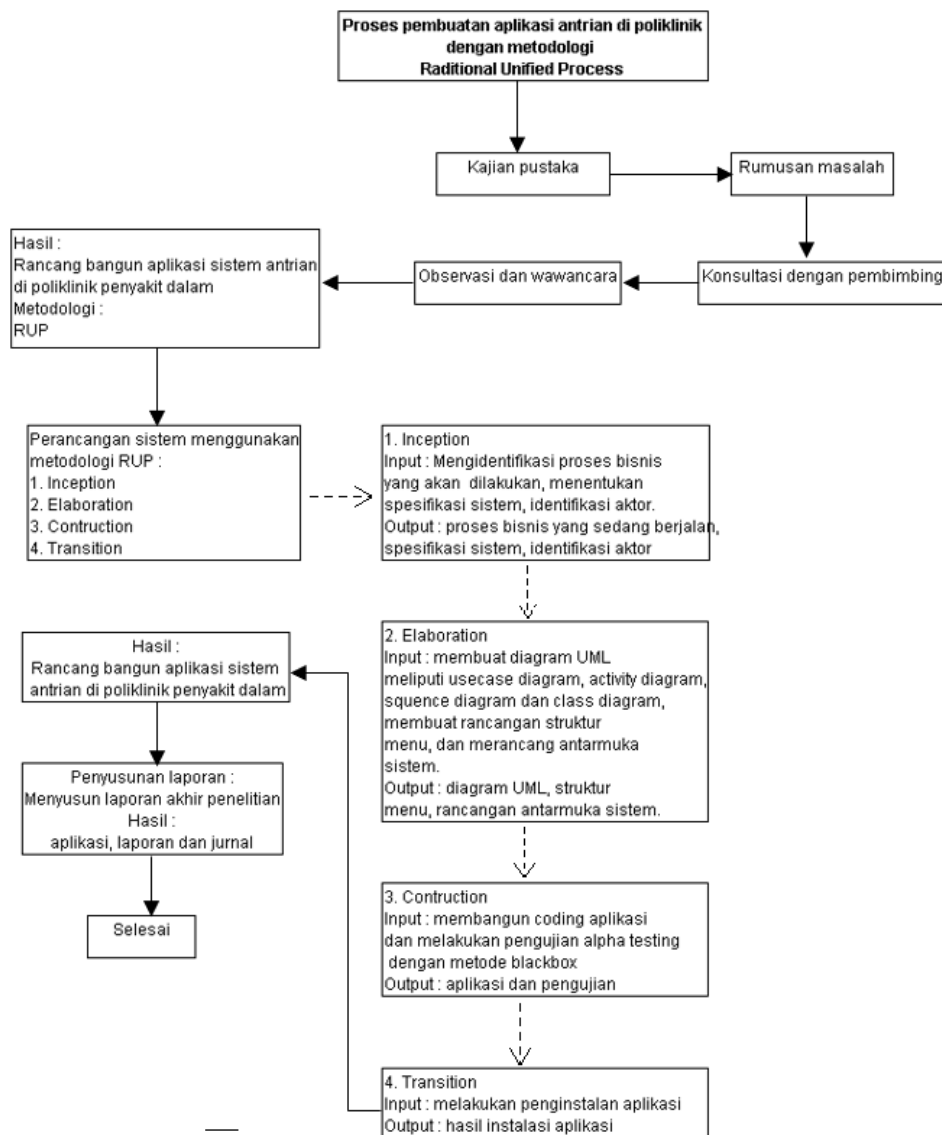 Proses pembuatan aplikasi antrian di poliklinik
dengan metodologi
Raditional Unified Process
Kajian pustaka
Rumusan masalah
Konsultasi dengan pembimbing
Observasi dan wawancara
Hasil :
Rancang bangun aplikasi sistem antrian
di poliklinik penyakit dalam
Metodologi :
RUP
Perancangan sistem menggunakan
metodologi RUP :
1. Inception
2. Elaboration
3. Contruction
4. Transition
1. Inception
Input : Mengidentifikasi proses bisnis
yang akan dilakukan, menentukan
spesifikasi sistem, identifikasi aktor.
Output : proses bisnis yang sedang berjalan,
spesifikasi sistem, identifikasi aktor
2. Elaboration
Input : membuat diagram UML
meliputi usecase diagram, activity diagram,
squence diagram dan class diagram,
membuat rancangan struktur
menu, dan merancang antarmuka
sistem.
Output : diagram UML, struktur
menu, rancangan antarmuka sistem.
3. Contruction
Input : membangun coding aplikasi
dan melakukan pengujian alpha testing
dengan metode blackbox
Output : aplikasi dan pengujian
4. Transition
Input : melakukan penginstalan aplikasi
Output : hasil instalasi aplikasi
Hasil :
Rancang bangun aplikasi sistem
antrian di poliklinik penyakit dalam
Penyusunan laporan :
Menyusun laporan akhir penelitian
Hasil :
aplikasi, laporan dan jurnal
Selesai